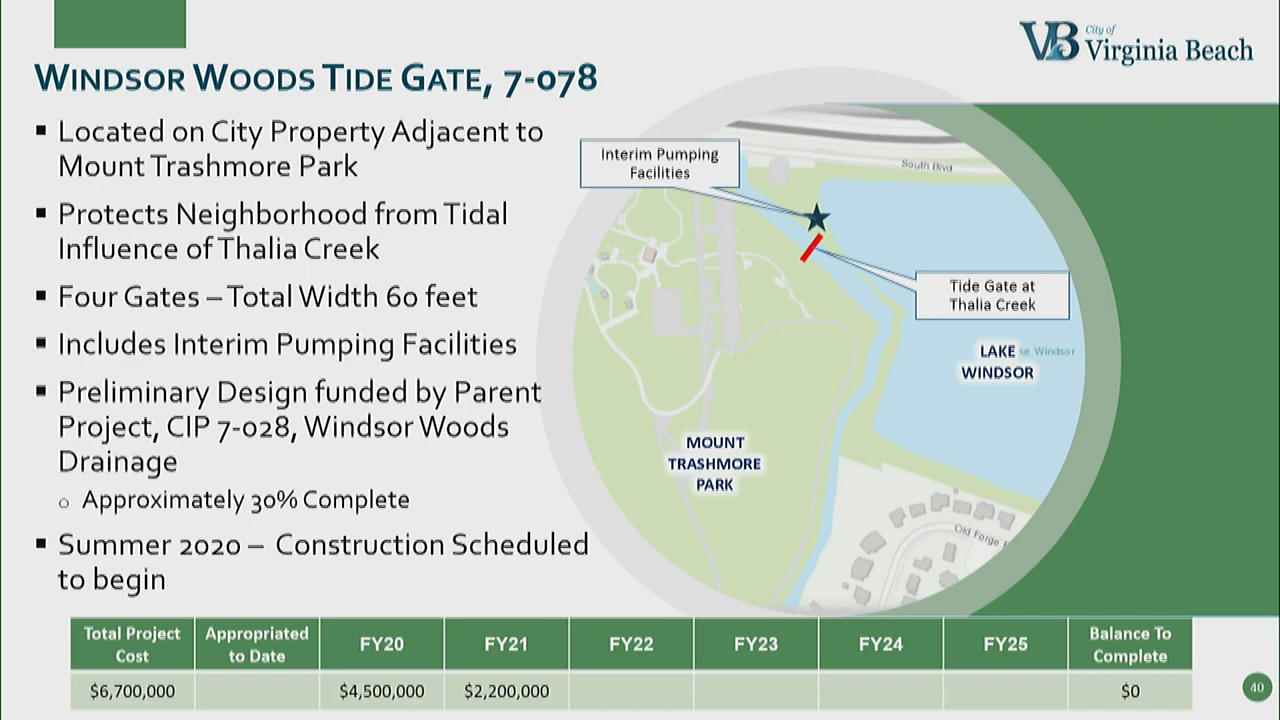 City of
VB Virginia Beach
WINDSOR WOODS TIDE GATE, 7-078
▪ Located on City Property Adjacent to
Mount Trashmore Park
▪ Protects Neighborhood from Tidal
Influence of Thalia Creek
▪ Four Gates – Total Width 60 feet
▪ Includes Interim Pumping Facilities
▪ Preliminary Design funded by Parent
Project, CIP 7-028, Windsor Woods
Drainage
o Approximately 30% Complete
▪ Summer 2020 – Construction Scheduled
to begin
Interim Pumping
Facilities
South Blvd
Tide Gate at
Thalia Creek
LAKE Windsor
WINDSOR
MOUNT
TRASHMORE
PARK
Old Forge
Total Project Cost Appropriated to Date FY20 FY21 FY22 FY23 FY24 FY25 Balance To Complete
$6,700,000 $4,500,000 $2,200,000 $0
40